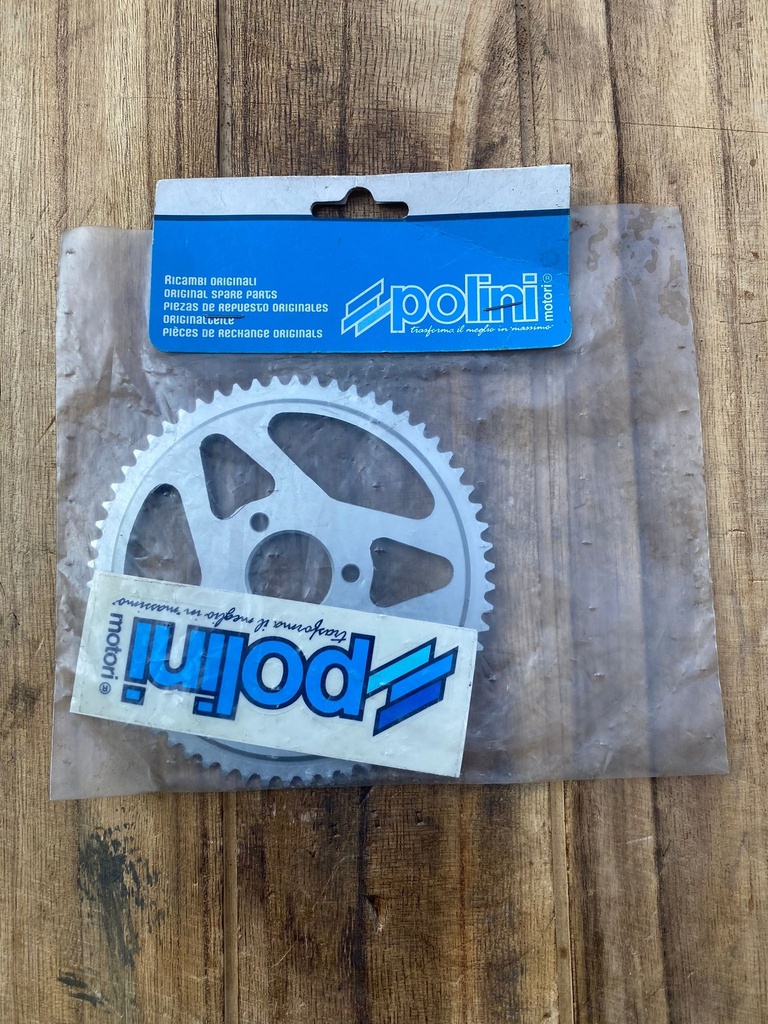 Ricambi originali
Original spare parts
Piezas de repuesto originales
Originalteile
Pièces de rechange originals
polini
motori®
trasforma il meglio in "massimo"
polini
motori®
trasforma il meglio in "massimo"